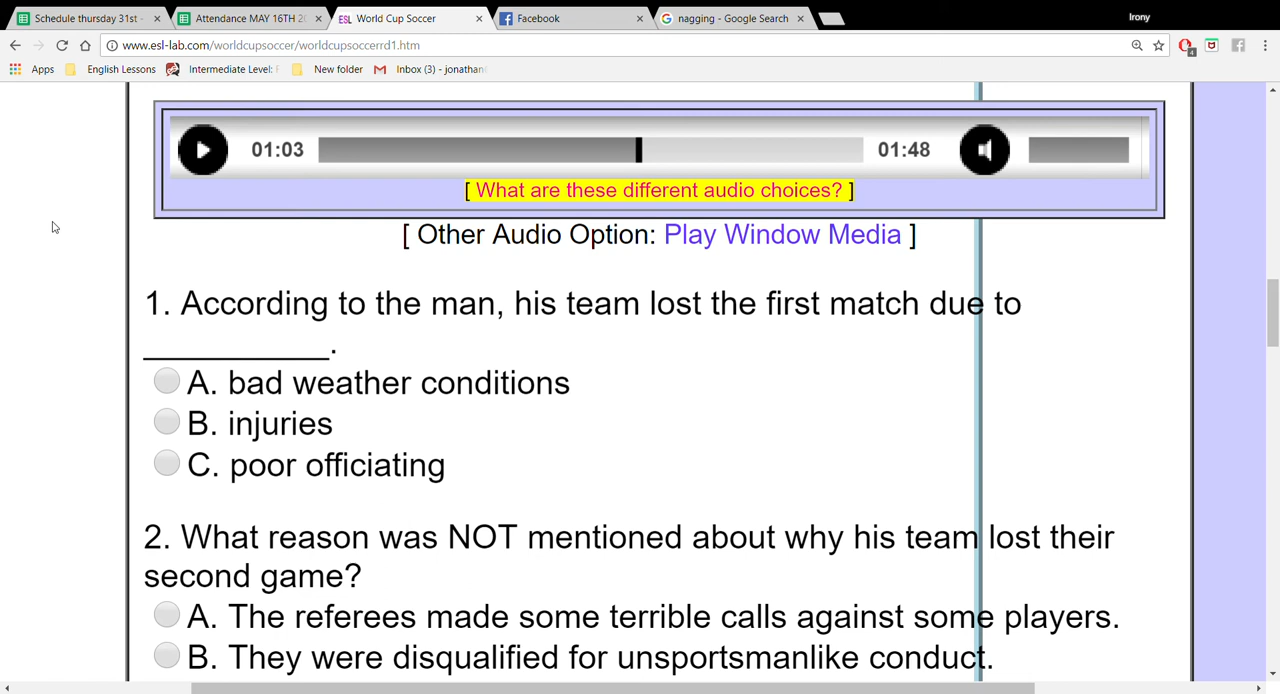 Schedule thursday 31st -
Attendance MAY 16TH 2
ESL World Cup Soccer
Facebook
nagging - Google Search
Irony
www.esl-lab.com/worldcupsoccer/worldcupsoccerrd1.htm
4
Apps
English Lessons
Intermediate Level:
New folder
Inbox (3) - jonathan
01:03
01:48
[ What are these different audio choices? ]
[ Other Audio Option: Play Window Media ]
1. According to the man, his team lost the first match due to
___________.
A. bad weather conditions
B. injuries
C. poor officiating
2. What reason was NOT mentioned about why his team lost their
second game?
A. The referees made some terrible calls against some players.
B. They were disqualified for unsportsmanlike conduct.